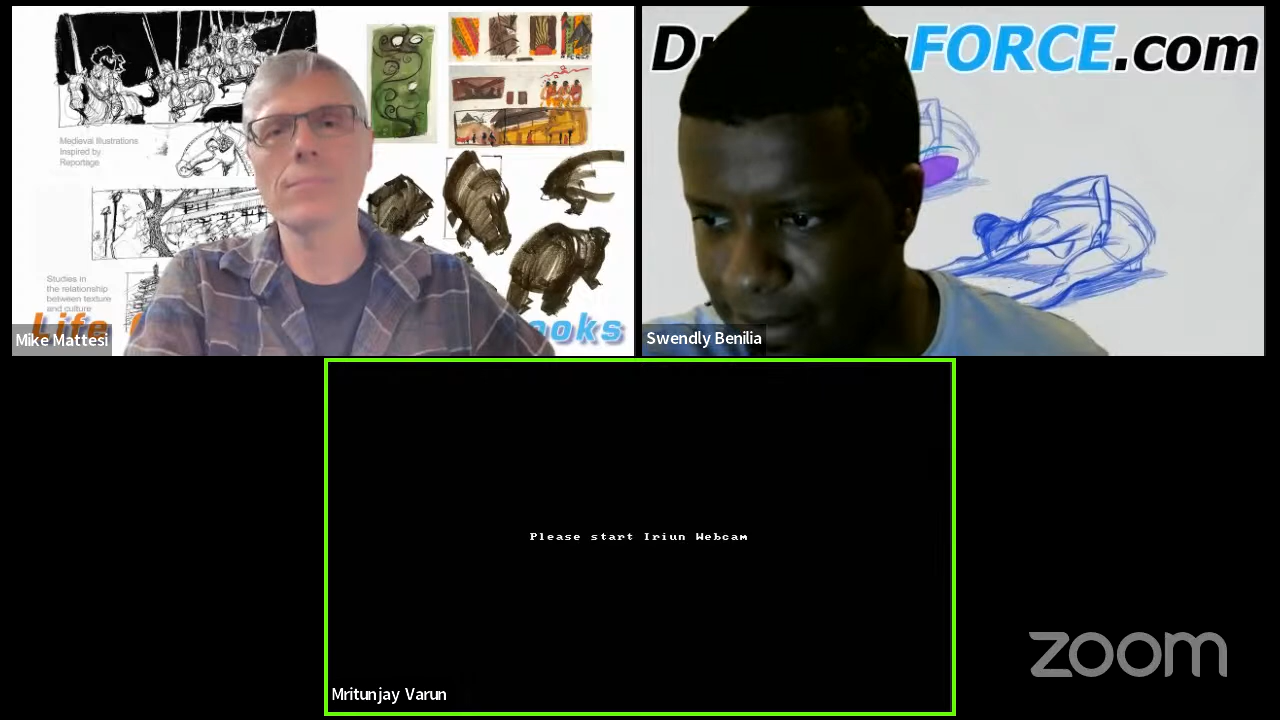 Medieval Illustrations
Inspired by
Reportage
Studies in
the relationship
between texture
and culture
Life
Mike Mattesi
FORCE.com
Swendly Benilia
Please start Iriun Webcam
Mritunjay Varun
zoom